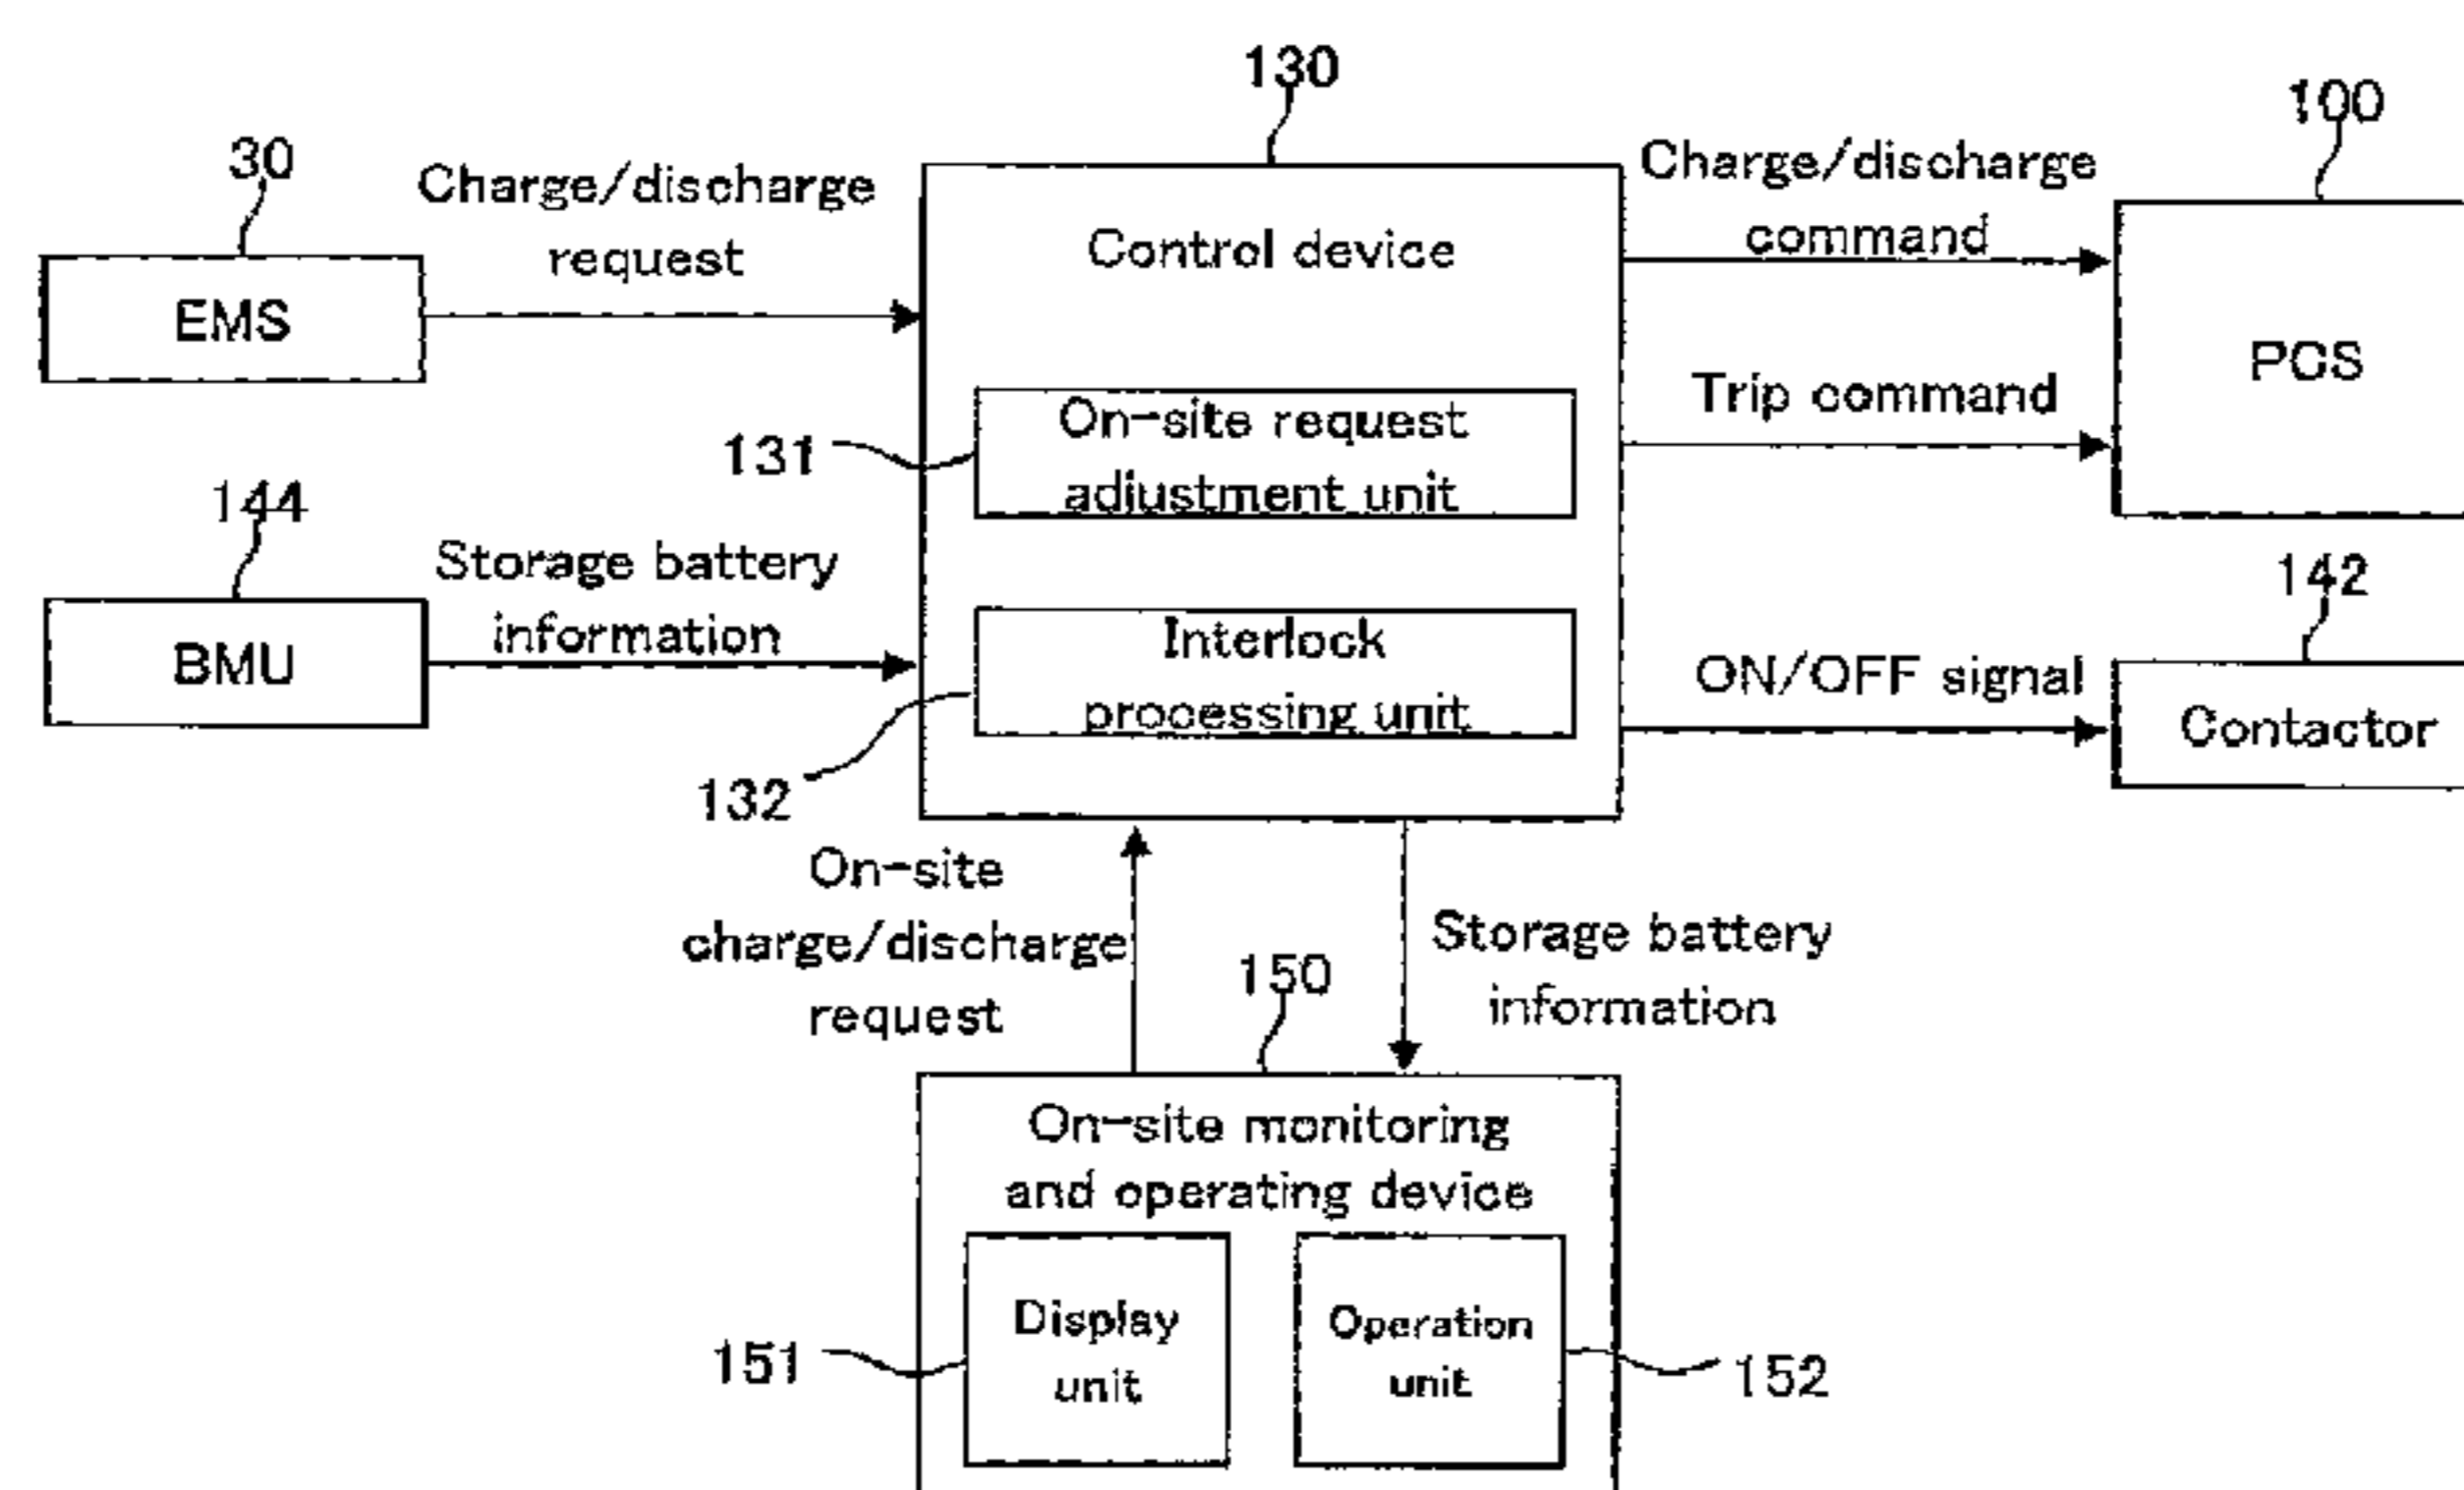 130
100
30
Charge/discharge
request
Charge/discharge
command
Control device
EMS
PCS
On-site request
adjustment unit
Trip command
131
144
Storage battery
information
142
BMU
Interlock
processing unit
ON/OFF signal
Contactor
132
On-site
charge/discharge
request
150
Storage battery
information
On-site monitoring
and operating device
Display
unit
Operation
unit
151
152